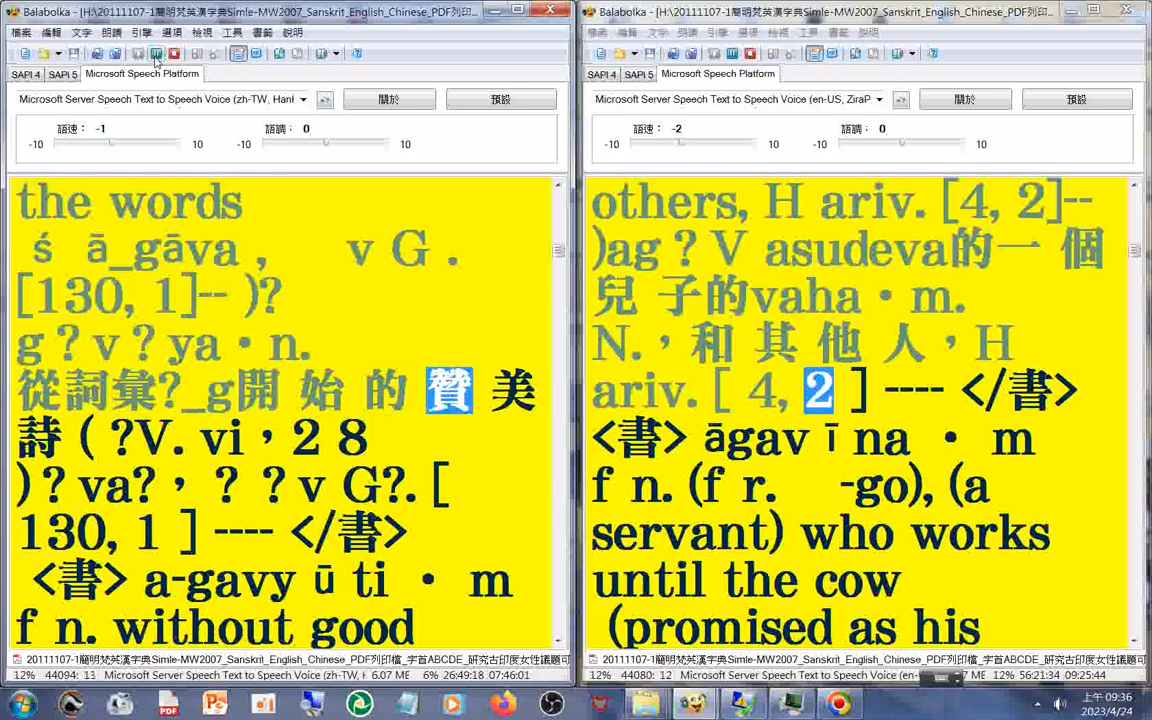 Balabolka - [H:\20111107-1簡明梵英漢字典Simle-MW2007_Sanskrit_English_Chinese_PDF列印...
檔案 編輯 文字 朗讀 引擎 選項 檢視 工具 書籤 說明
SAPI 4 SAPI 5 Microsoft Speech Platform
Microsoft Server Speech Text to Speech Voice (zh-TW, Han
關於 預設
語速： -1 語調： 0
-10 10 -10 10
the words
ś ā_gāva , v G .
[130, 1]-- )?
g ? v ? ya • n.
從詞彙?_g開 始 的 贊 美
詩 ( ?V. vi，2 8
)? va?， ? ? v G?. [
130, 1 ] ---- </書>
<書> a-gavy ū ti • m
f n. without good
20111107-1簡明梵英漢字典Simle-MW2007_Sanskrit_English_Chinese_PDF列印檔_字首ABCDE_研究古印度女性議題可
12% 44094: 13 Microsoft Server Speech Text to Speech Voice (zh-TW, 6.07 MB 6% 26:49:18 07:46:01
Balabolka - [H:\20111107-1簡明梵英漢字典Simle-MW2007_Sanskrit_English_Chinese_PDF列印...
檔案 編輯 文字 朗讀 引擎 選項 檢視 工具 書籤 說明
SAPI 4 SAPI 5 Microsoft Speech Platform
Microsoft Server Speech Text to Speech Voice (en-US, ZiraP
關於 預設
語速： -2 語調： 0
-10 10 -10 10
others, H ariv. [4, 2]--
)ag ? V asudeva的一 個
兒 子的vaha • m.
N.，和 其 他 人，H
ariv. [ 4, 2 ] ---- </書>
<書> āgav ī na • m
f n. (f r. -go), (a
servant) who works
until the cow
(promised as his
20111107-1簡明梵英漢字典Simle-MW2007_Sanskrit_English_Chinese_PDF列印檔_字首ABCDE_研究古印度女性議題可
12% 44080: 12 Microsoft Server Speech Text to Speech Voice 12% 56:21:34 09:25:44
上午 09:36
2023/4/24